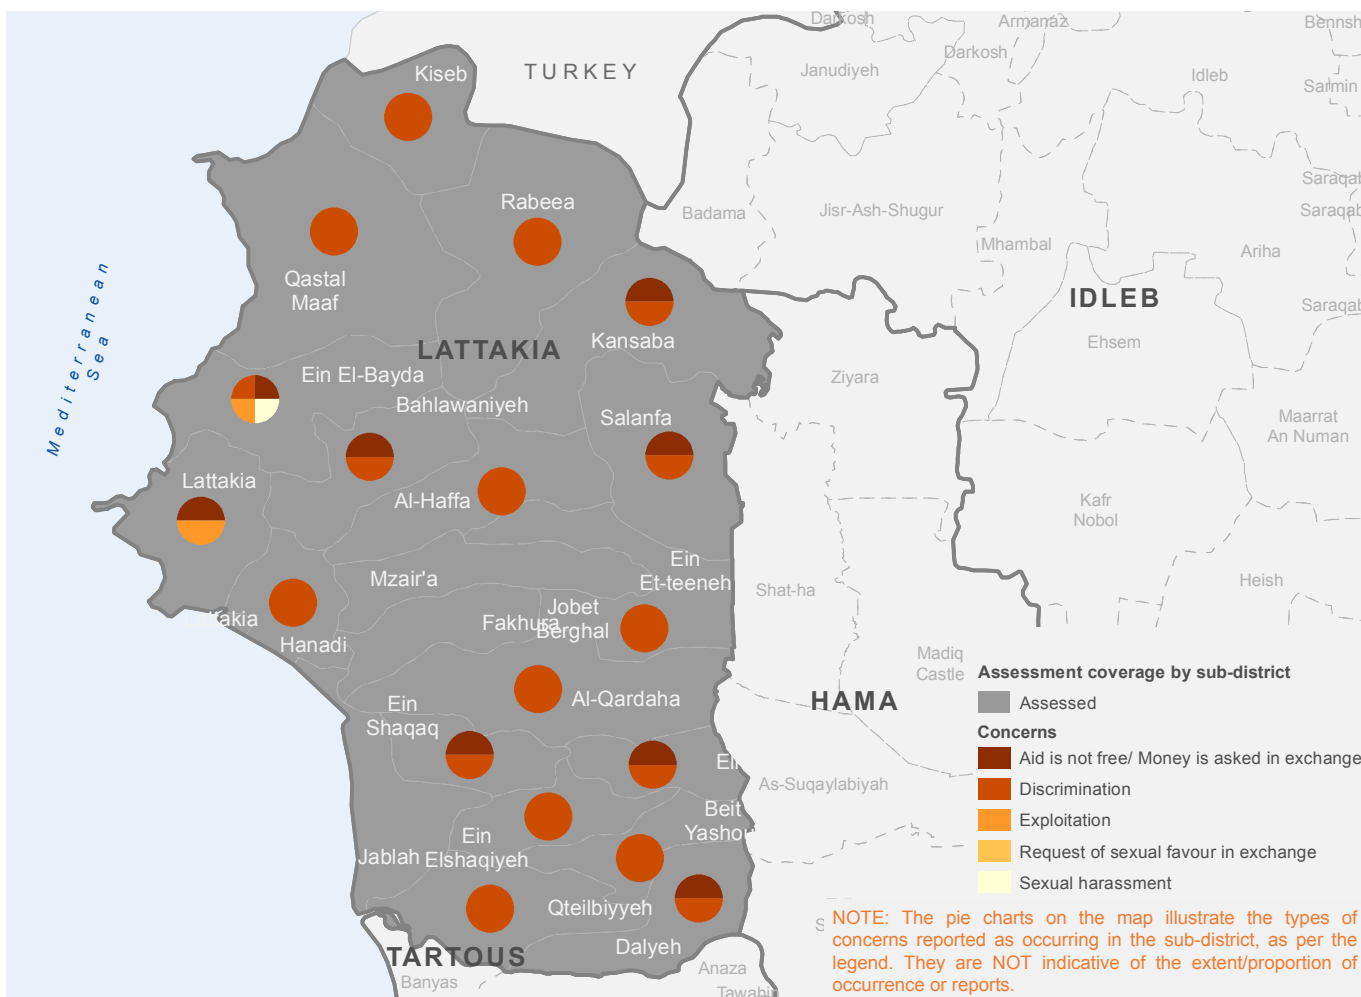 Darkosh
Armanaz
Bennsh
Kiseb
TURKEY
Janudiyeh
Darkosh
Idleb
Sarmin
Rabeea
Badama
Jisr-Ash-Shugur
Mhambal
Ariha
Saraqab
Saraqab
Qastal
Maaf
Mediterranean
Sea
IDLEB
Saraqab
Kansaba
Ehsem
LATTAKIA
Ein El-Bayda
Ziyara
Bahlawaniyeh
Salanfa
Maarrat
An Numan
Lattakia
Al-Haffa
Kafr
Nobol
Ein
Et-teeneh
Mzair'a
Shat-ha
Heish
Jobet
Berghal
Fakhura
Lattakia
Hanadi
Madiq
Castle
Al-Qardaha
HAMA
Ein
Shaqaq
As-Suqaylabiyah
Beit
Ein
Elshaqiyeh
Jablah
Qteilbiyyeh
Dalyeh
TARTOUS
Banyas
Anaza
Assessment coverage by sub-district
Assessed
Concerns
Aid is not free/ Money is asked in exchange
Discrimination
Exploitation
Request of sexual favour in exchange
Sexual harassment
NOTE: The pie charts on the map illustrate the types of
concerns reported as occurring in the sub-district, as per the
legend. They are NOT indicative of the extent/proportion of
occurrence or reports.